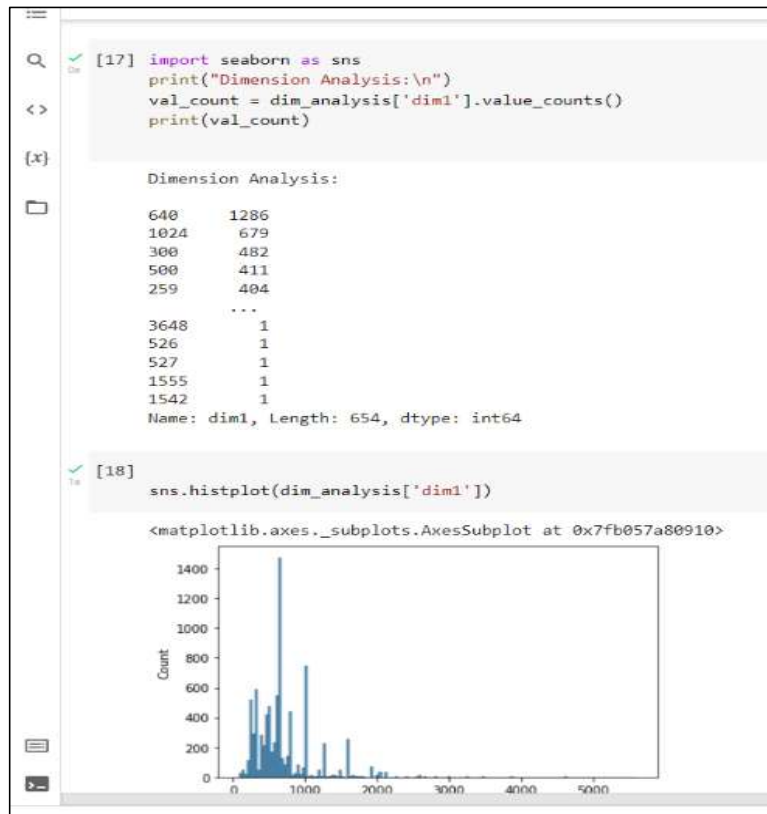 [17] import seaborn as sns
print("Dimension Analysis:\n")
val_count = dim_analysis['dim1'].value_counts()
print(val_count)
{x}
Dimension Analysis:
640 1286
1024 679
300 482
500 411
259 404
...
3648 1
526 1
527 1
1555 1
1542 1
Name: dim1, Length: 654, dtype: int64
[18]
sns.histplot(dim_analysis['dim1'])
<matplotlib.axes._subplots.AxesSubplot at 0x7fb057a80910>
1400
1200
1000
800
600
400
200
0
Count
0 1000 2000 3000 4000 5000